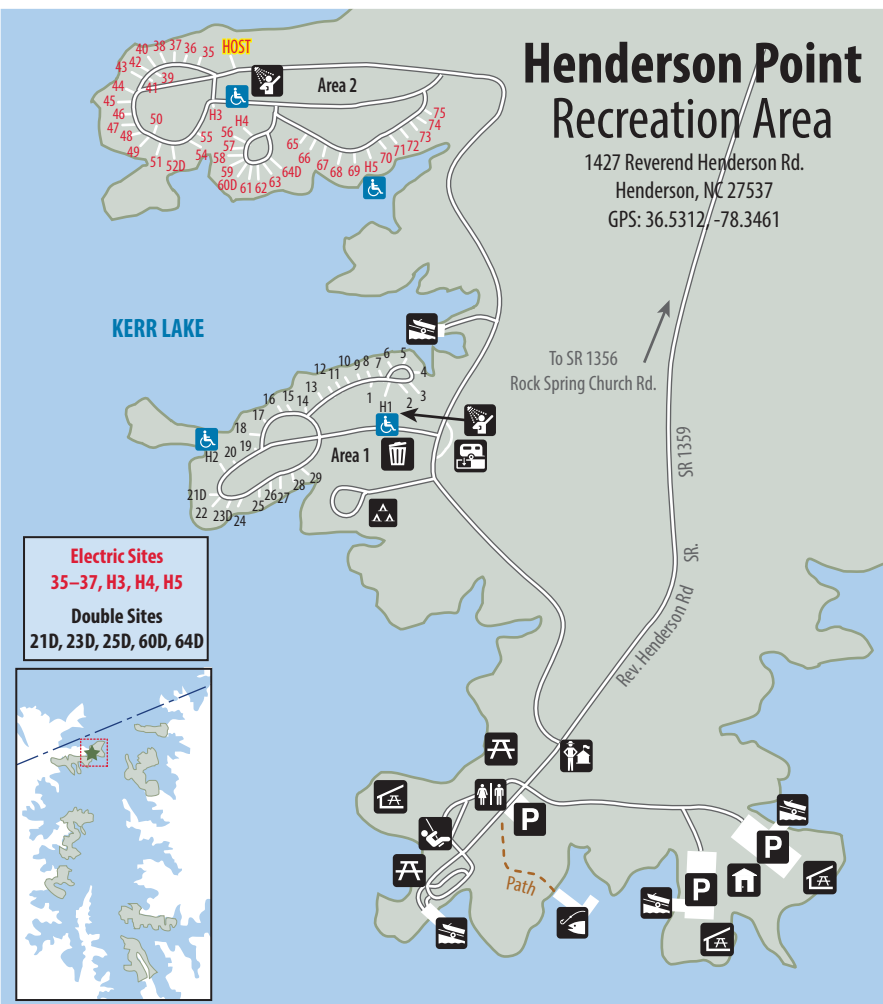 Henderson Point
Recreation Area
1427 Reverend Henderson Rd.
Henderson, NC 27537
GPS: 36.5312, -78.3461
HOST
Area 2
40
38
37
36
35
43
42
39
44
41
45
46
50
47
48
49
51
52D
54
55
H3
H4
56
57
58
59
60D
61
62
63
64D
65
66
67
68
69
H5
70
71
72
73
74
75
KERR LAKE
To SR 1356
Rock Spring Church Rd.
SR 1359
SR.
Rev. Henderson Rd
12
11
10
9
8
7
6
5
4
3
2
1
H1
13
14
15
16
17
18
19
20
H2
21D
22
23D
24
25
26
27
28
29
Area 1
Electric Sites
35–37, H3, H4, H5
Double Sites
21D, 23D, 25D, 60D, 64D
P
P
P
Path